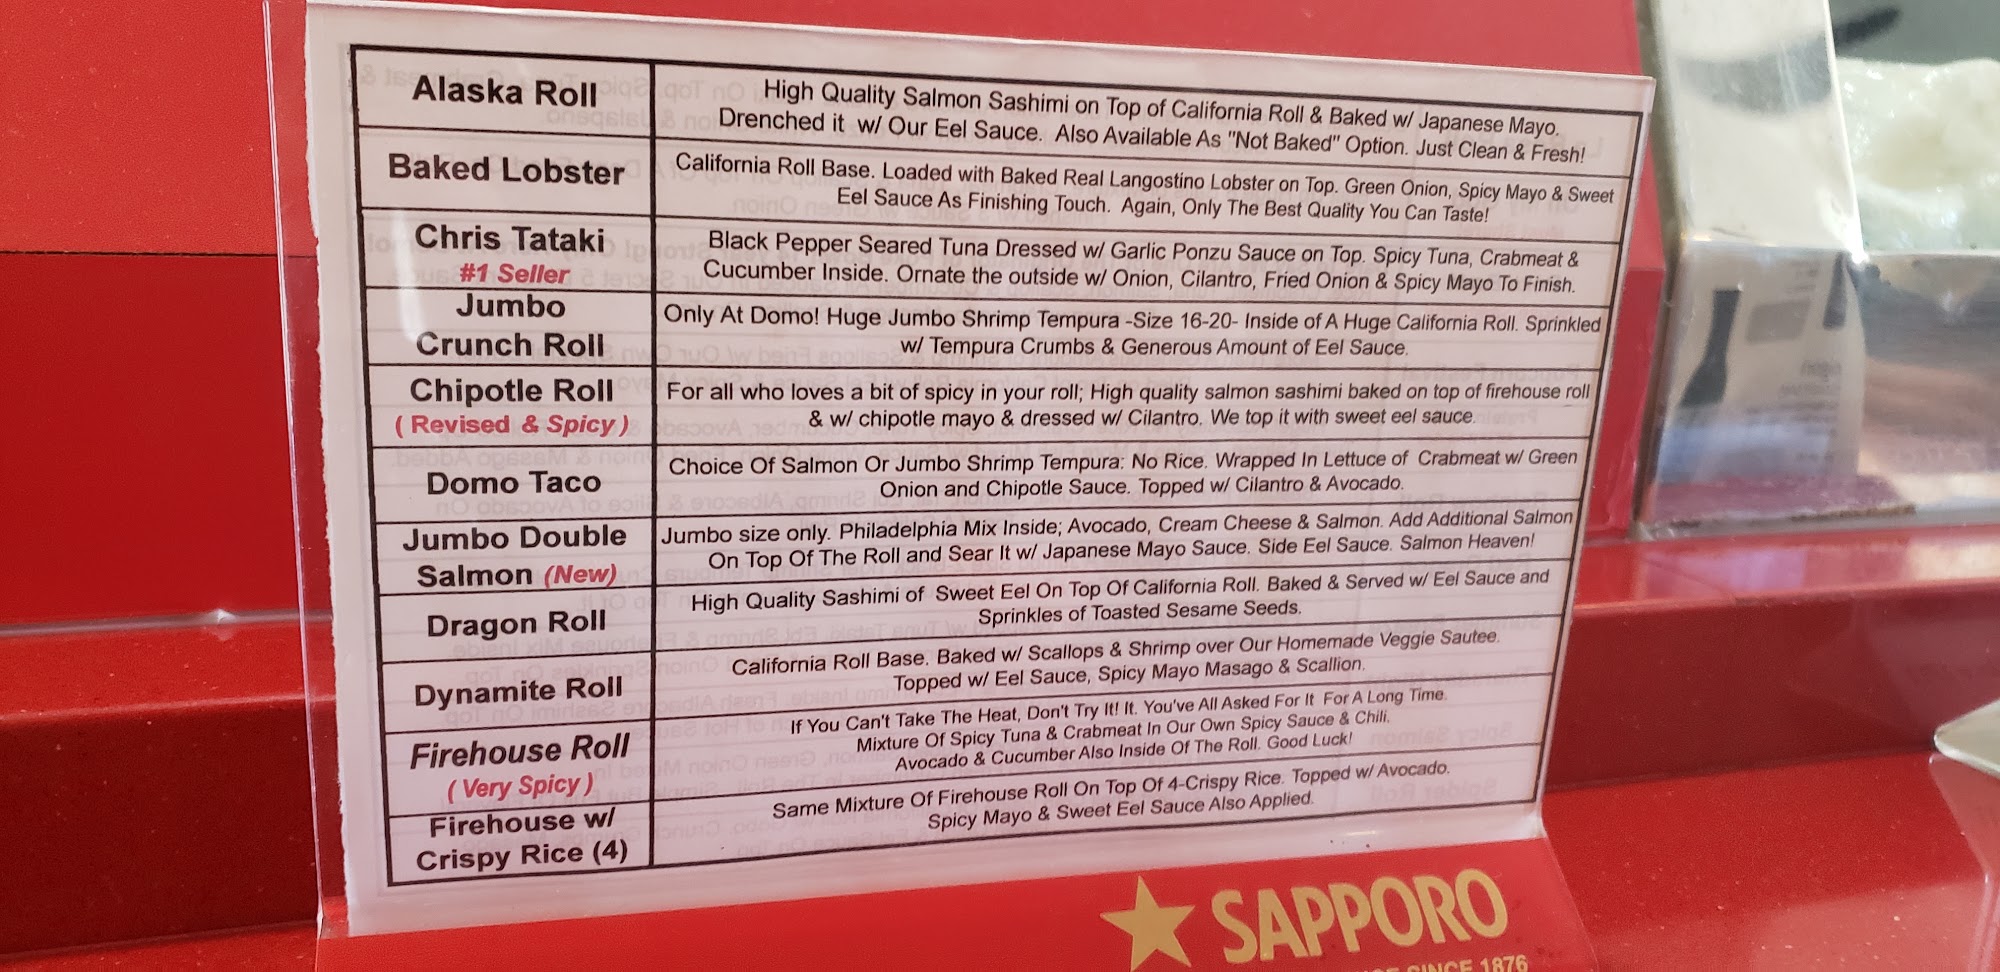 Alaska Roll
High Quality Salmon Sashimi on Top of California Roll & Baked w/ Japanese Mayo.
Drenched it w/ Our Eel Sauce. Also Available As "Not Baked" Option. Just Clean & Fresh!
Baked Lobster
California Roll Base. Loaded with Baked Real Langostino Lobster on Top. Green Onion, Spicy Mayo & Sweet
Eel Sauce As Finishing Touch. Again, Only The Best Quality You Can Taste!
Chris Tataki
#1 Seller
Black Pepper Seared Tuna Dressed w/ Garlic Ponzu Sauce on Top. Spicy Tuna, Crabmeat &
Cucumber Inside. Ornate the outside w/ Onion, Cilantro, Fried Onion & Spicy Mayo To Finish.
Jumbo
Crunch Roll
Only At Domo! Huge Jumbo Shrimp Tempura -Size 16-20- Inside of A Huge California Roll. Sprinkled
w/ Tempura Crumbs & Generous Amount of Eel Sauce.
Chipotle Roll
( Revised & Spicy )
For all who loves a bit of spicy in your roll; High quality salmon sashimi baked on top of firehouse roll
& w/ chipotle mayo & dressed w/ Cilantro. We top it with sweet eel sauce.
Domo Taco
Choice Of Salmon Or Jumbo Shrimp Tempura: No Rice. Wrapped In Lettuce of Crabmeat w/ Green
Onion and Chipotle Sauce. Topped w/ Cilantro & Avocado.
Jumbo Double
Salmon (New)
Jumbo size only. Philadelphia Mix Inside; Avocado, Cream Cheese & Salmon. Add Additional Salmon
On Top Of The Roll and Sear It w/ Japanese Mayo Sauce. Side Eel Sauce. Salmon Heaven!
Dragon Roll
High Quality Sashimi of Sweet Eel On Top Of California Roll. Baked & Served w/ Eel Sauce and
Sprinkles of Toasted Sesame Seeds.
Dynamite Roll
California Roll Base. Baked w/ Scallops & Shrimp over Our Homemade Veggie Sautee.
Topped w/ Eel Sauce, Spicy Mayo Masago & Scallion.
Firehouse Roll
( Very Spicy )
If You Can't Take The Heat, Don't Try It! It. You've All Asked For It For A Long Time.
Mixture Of Spicy Tuna & Crabmeat In Our Own Spicy Sauce & Chili.
Avocado & Cucumber Also Inside Of The Roll. Good Luck!
Firehouse w/
Crispy Rice (4)
Same Mixture Of Firehouse Roll On Top Of 4-Crispy Rice. Topped w/ Avocado.
Spicy Mayo & Sweet Eel Sauce Also Applied.
SAPPORO
SINCE 1876